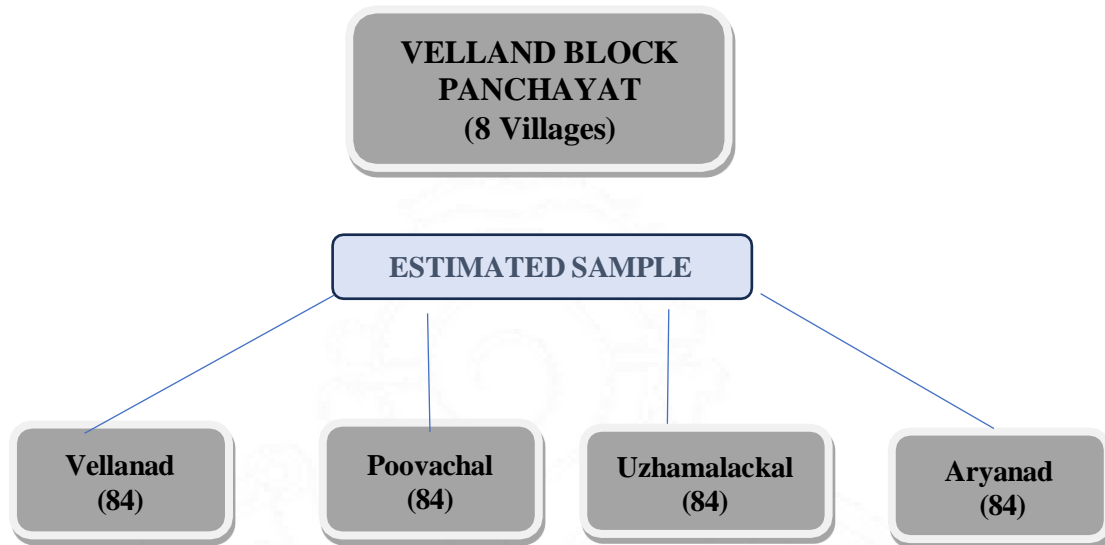 VELLAND BLOCK
PANCHAYAT
(8 Villages)
ESTIMATED SAMPLE
Vellanad
(84)
Poovachal
(84)
Uzhamalackal
(84)
Aryanad
(84)